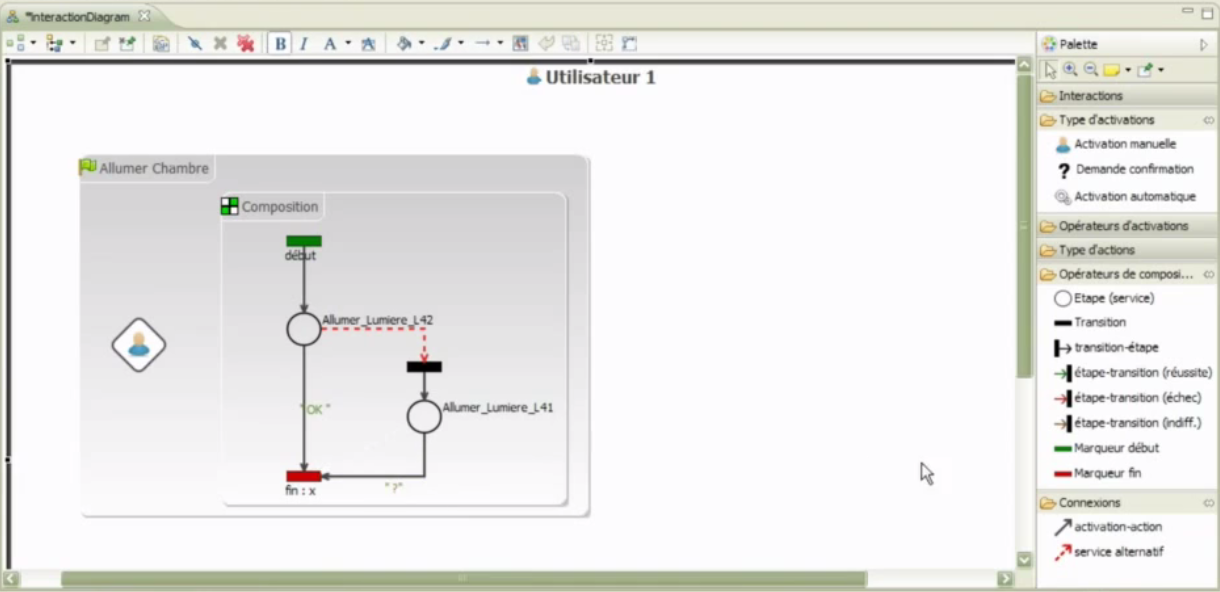 *InteractionDiagram
B I A
Utilisateur 1
Allumer Chambre
Composition
début
Allumer_Lumiere_L42
Allumer_Lumiere_L41
" OK "
" ?"
fin : x
Palette
Interactions
Type d'activations
Activation manuelle
? Demande confirmation
Activation automatique
Opérateurs d'activations
Type d'actions
Opérateurs de composi...
Etape (service)
Transition
transition-étape
étape-transition (réussite)
étape-transition (échec)
étape-transition (indiff.)
Marqueur début
Marqueur fin
Connexions
activation-action
service alternatif